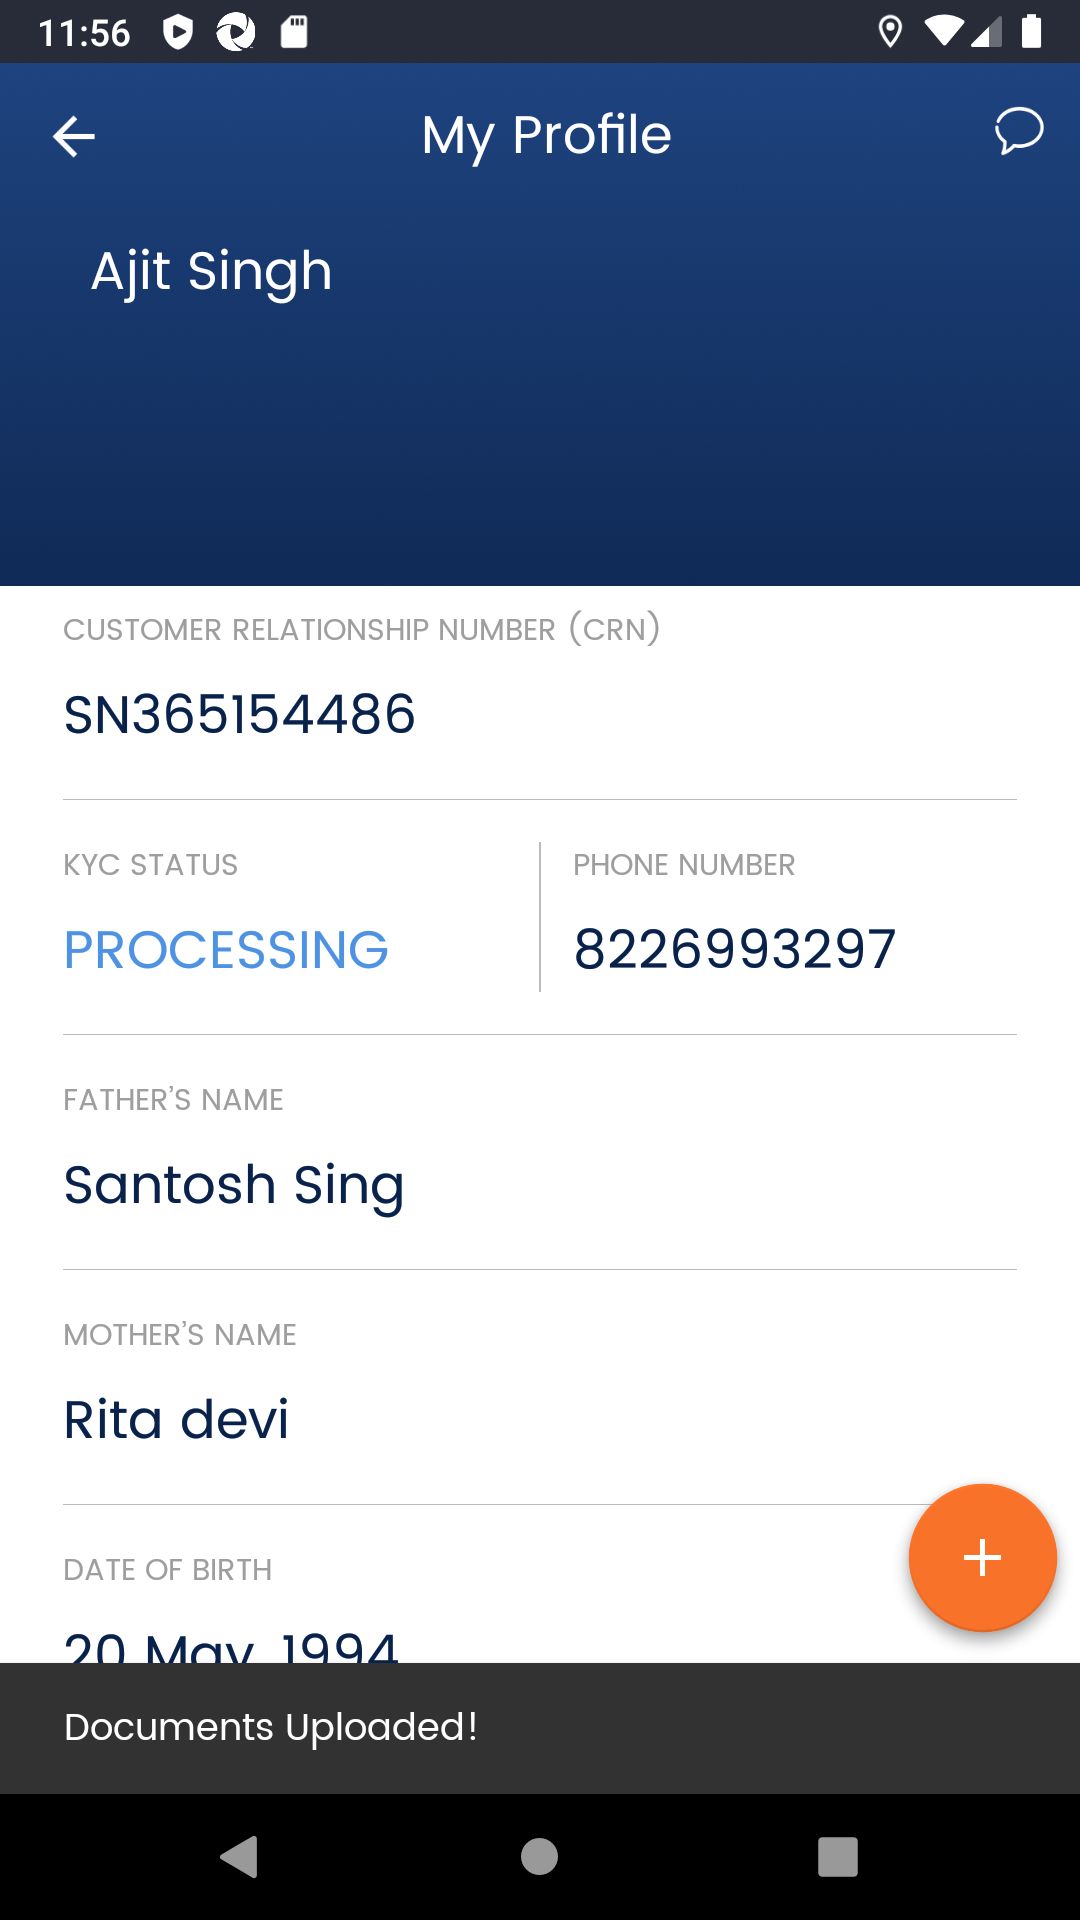 11:56
My Profile
Ajit Singh
CUSTOMER RELATIONSHIP NUMBER (CRN)
SN365154486
KYC STATUS
PHONE NUMBER
PROCESSING
8226993297
FATHER'S NAME
Santosh Sing
MOTHER'S NAME
Rita devi
DATE OF BIRTH
20 May, 1994
Documents Uploaded!